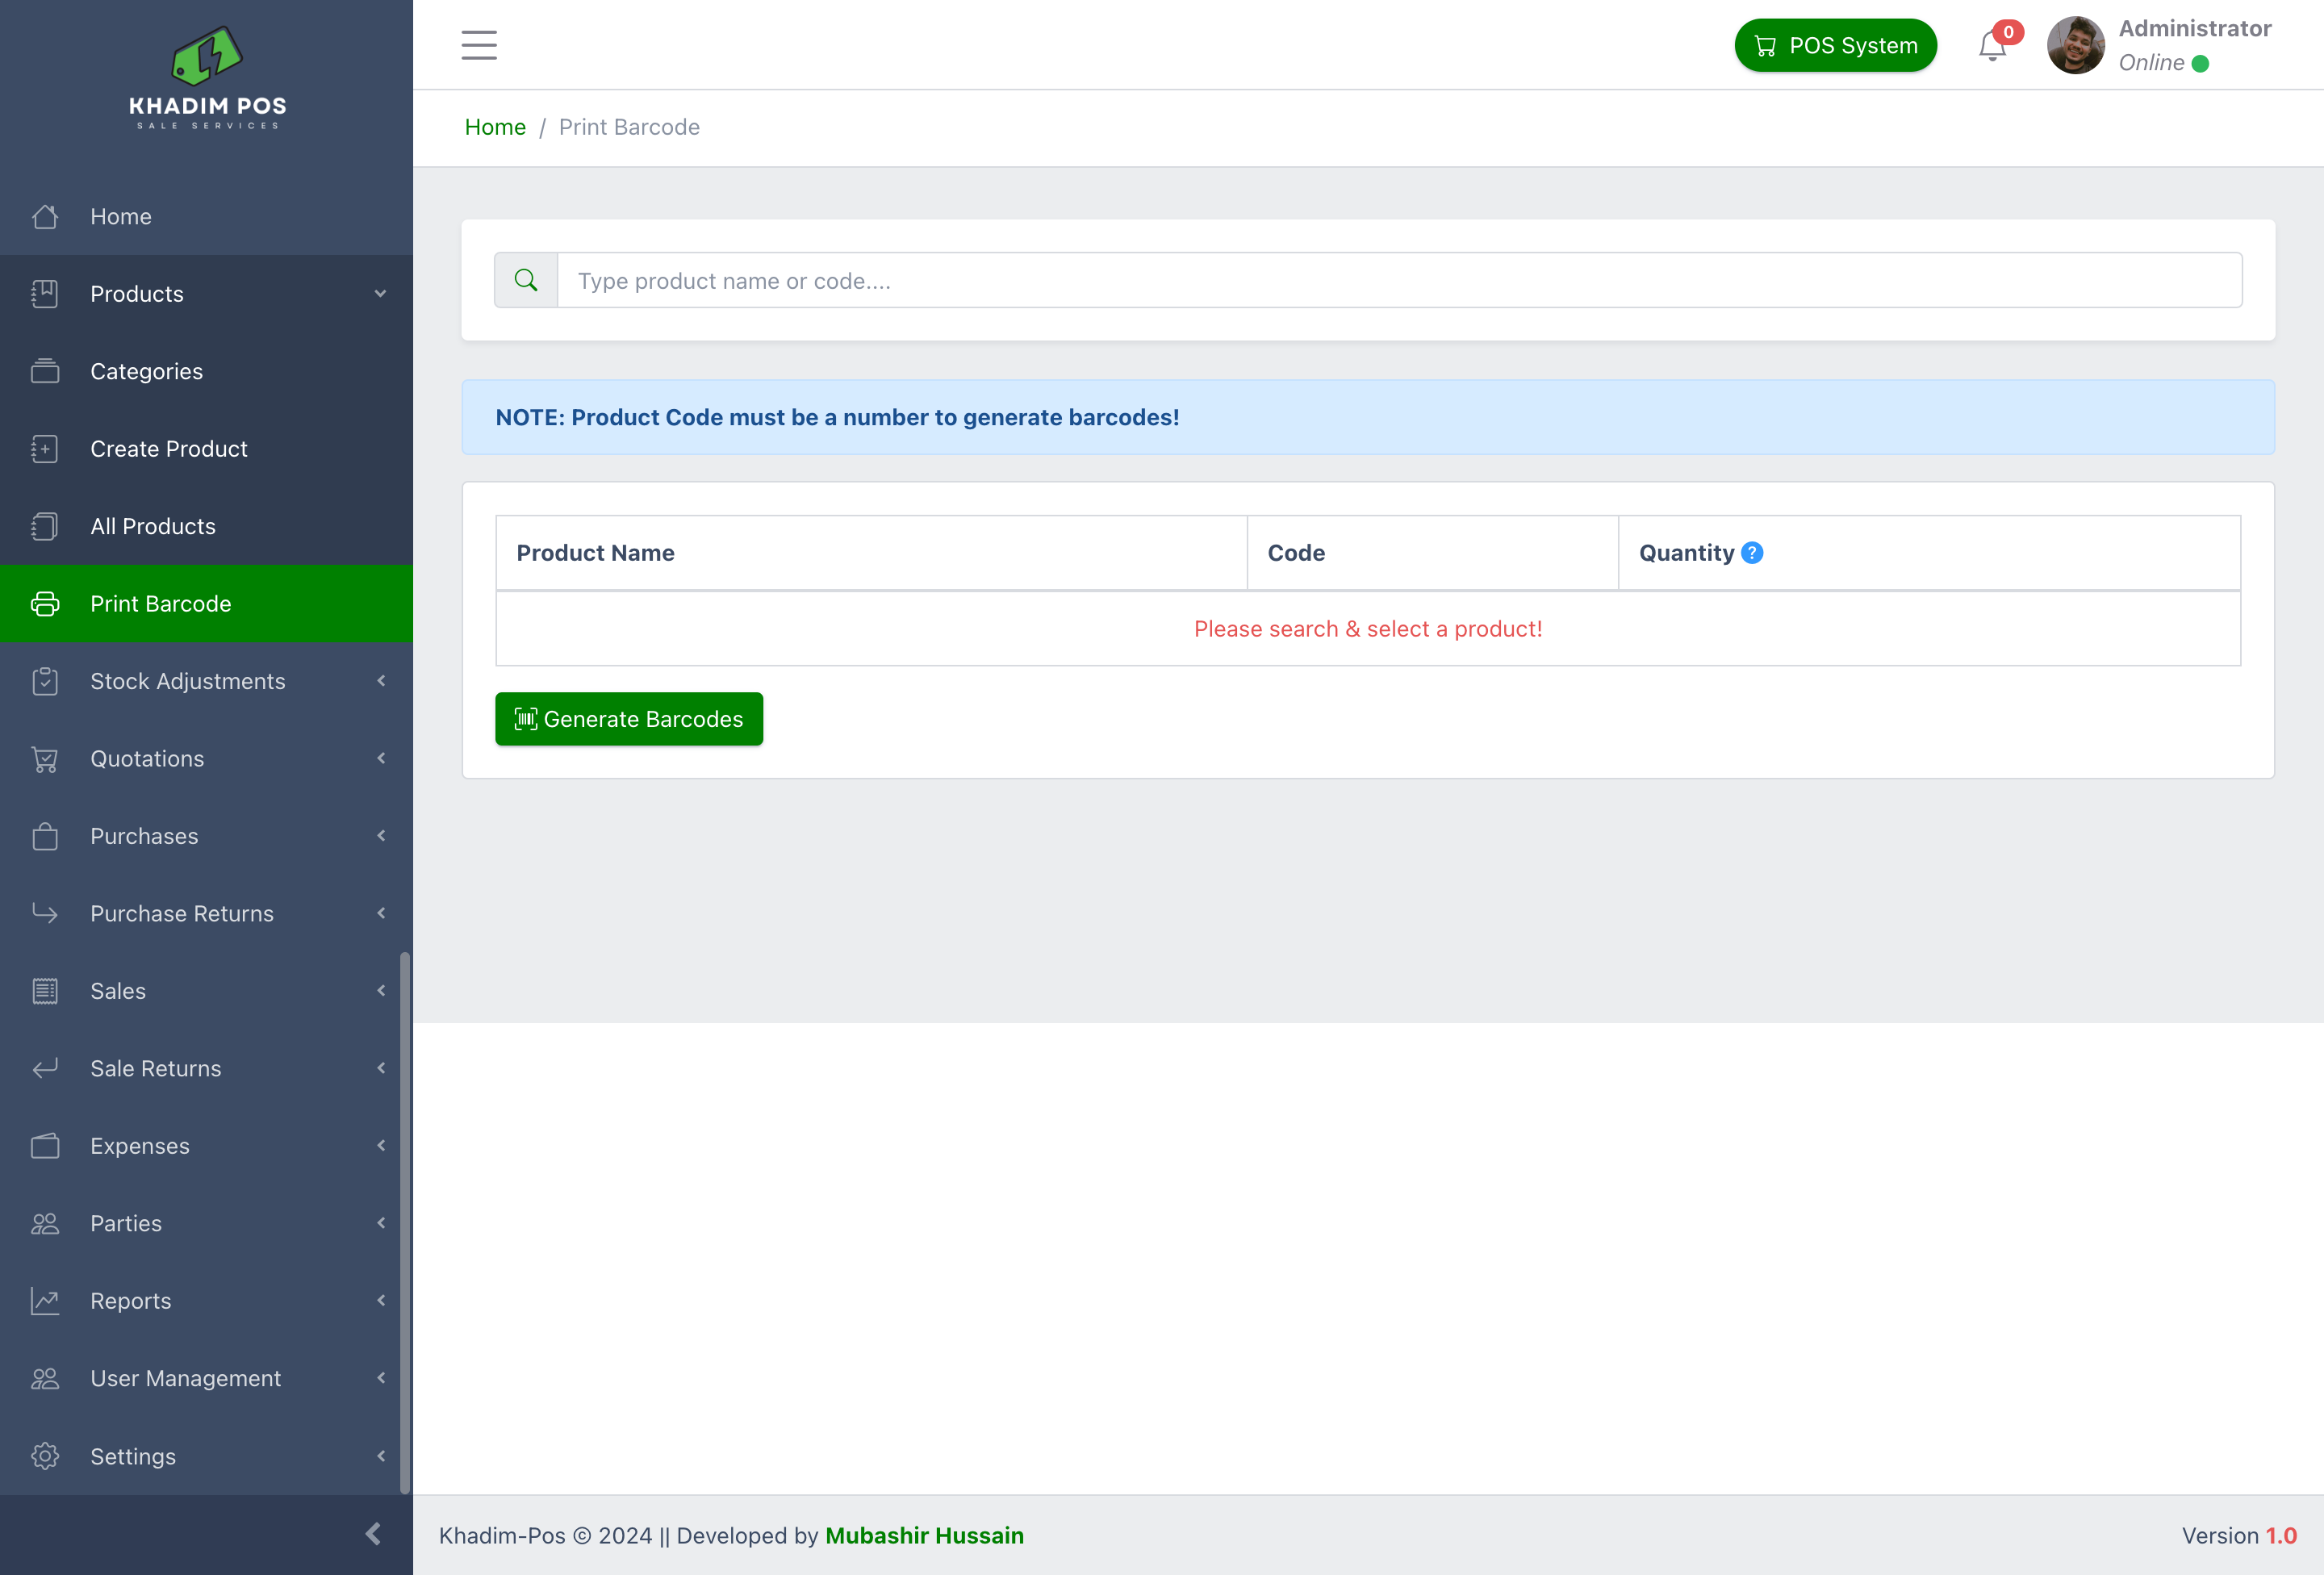 KHADIM POS
SALE SERVICES
POS System
0
Administrator
Online
Home / Print Barcode
Home
Products
Categories
Create Product
All Products
Print Barcode
Stock Adjustments
Quotations
Purchases
Purchase Returns
Sales
Sale Returns
Expenses
Parties
Reports
User Management
Settings
Type product name or code....
NOTE: Product Code must be a number to generate barcodes!
Product Name Code Quantity ?
Please search & select a product!
Generate Barcodes
Khadim-Pos © 2024 || Developed by Mubashir Hussain
Version 1.0